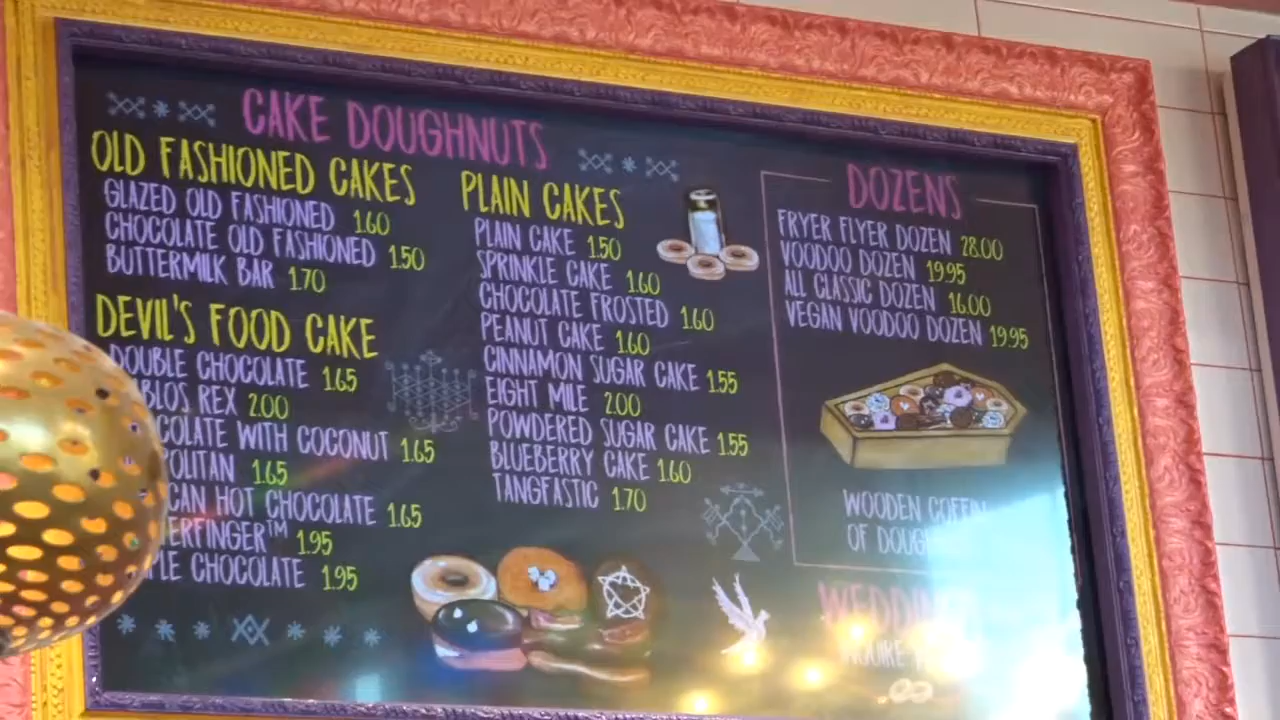 CAKE DOUGHNUTS
OLD FASHIONED CAKES
GLAZED OLD FASHIONED 1.60
CHOCOLATE OLD FASHIONED 1.50
BUTTERMILK BAR 1.70
DEVIL'S FOOD CAKE
DOUBLE CHOCOLATE 1.65
REX 2.00
WITH COCONUT 1.65
1.65
HOT CHOCOLATE 1.65
1.95
CHOCOLATE 1.95
PLAIN CAKES
PLAIN CAKE 1.50
SPRINKLE CAKE 1.60
CHOCOLATE FROSTED 1.60
PEANUT CAKE 1.60
CINNAMON SUGAR CAKE 1.55
EIGHT MILE 2.00
POWDERED SUGAR CAKE 1.55
BLUEBERRY CAKE 1.60
TANGFASTIC 1.70
DOZENS
FRYER FLYER DOZEN 28.00
VOODOO DOZEN 19.95
ALL CLASSIC DOZEN 16.00
VEGAN VOODOO DOZEN 19.95
WOODEN COFFIN
OF